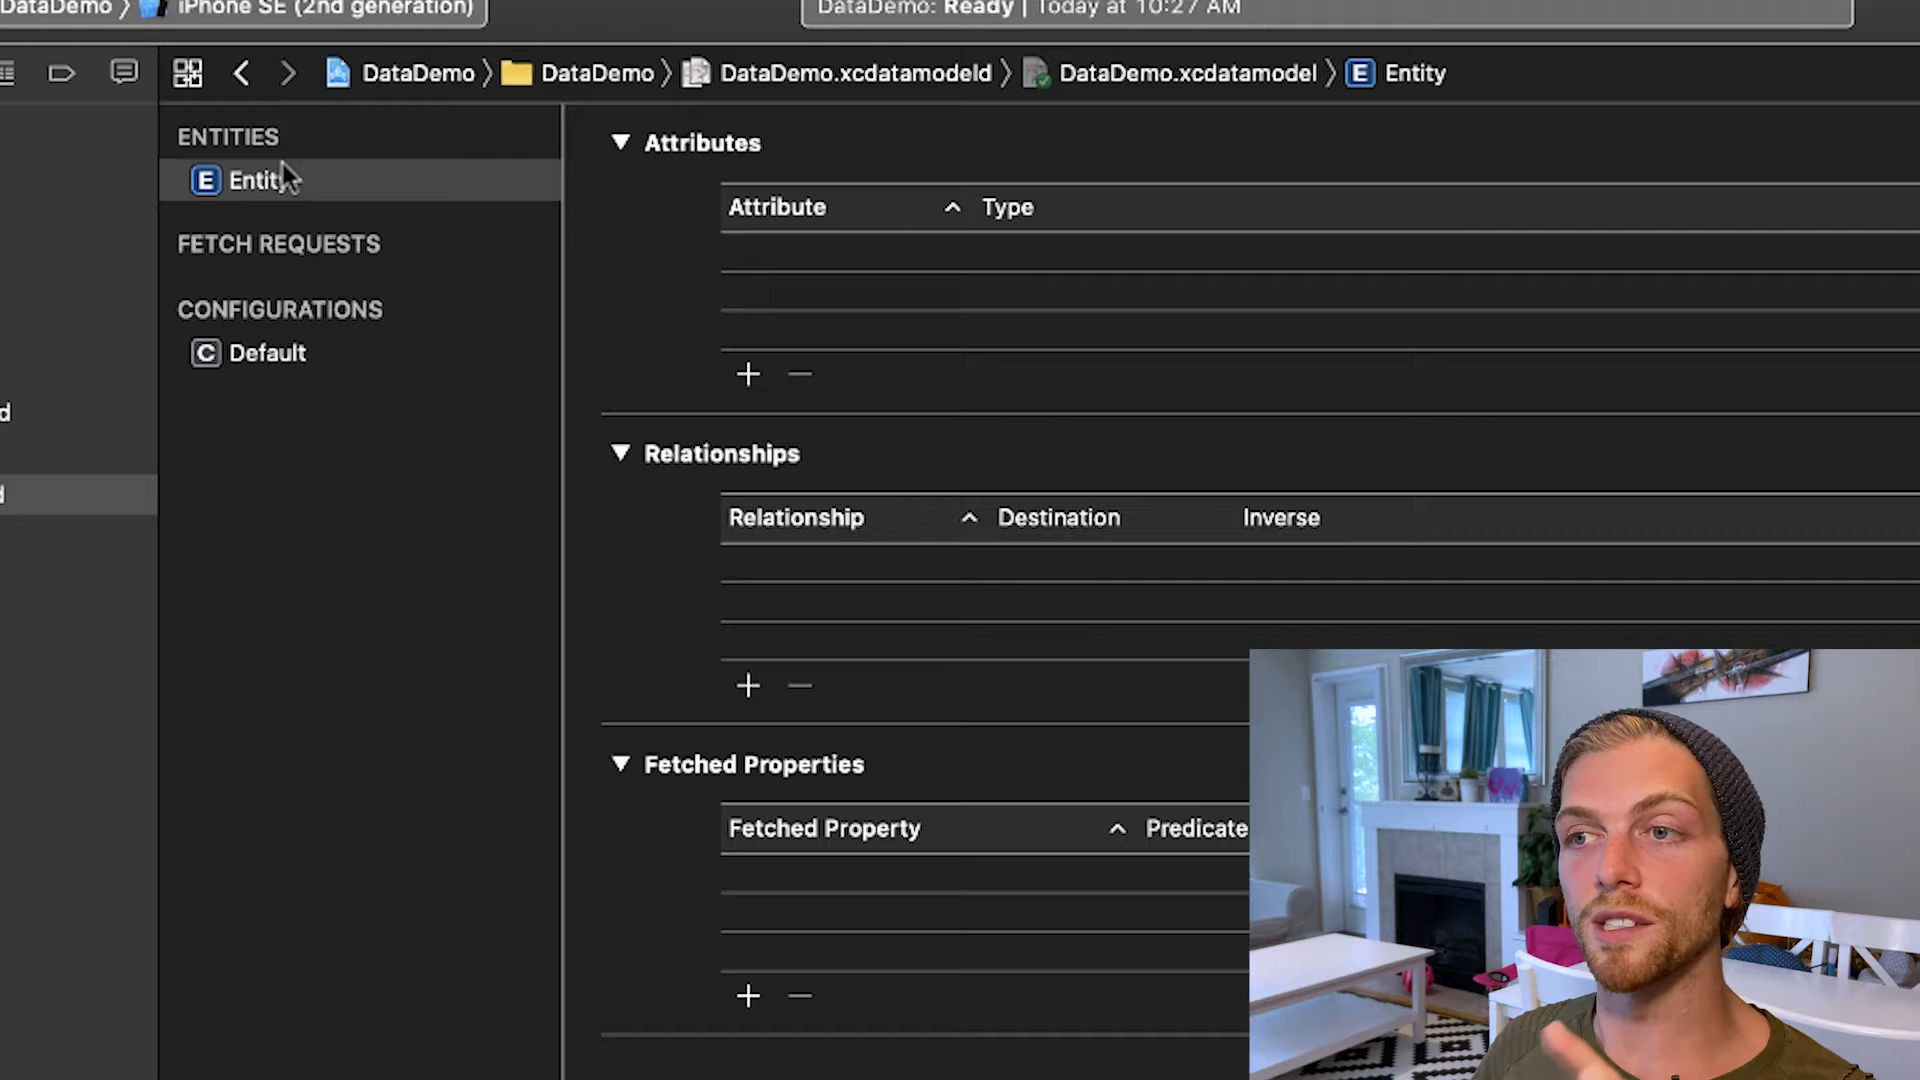 DataDemo 〉 iPhone SE (2nd generation)
DataDemo: Ready | Today at 10:27 AM
DataDemo 〉 DataDemo 〉 DataDemo.xcdatamodeld 〉 DataDemo.xcdatamodel 〉 E Entity
ENTITIES
E Entity
FETCH REQUESTS
CONFIGURATIONS
C Default
d
d
Attributes
Attribute Type
Relationships
Relationship Destination Inverse
Fetched Properties
Fetched Property Predicate